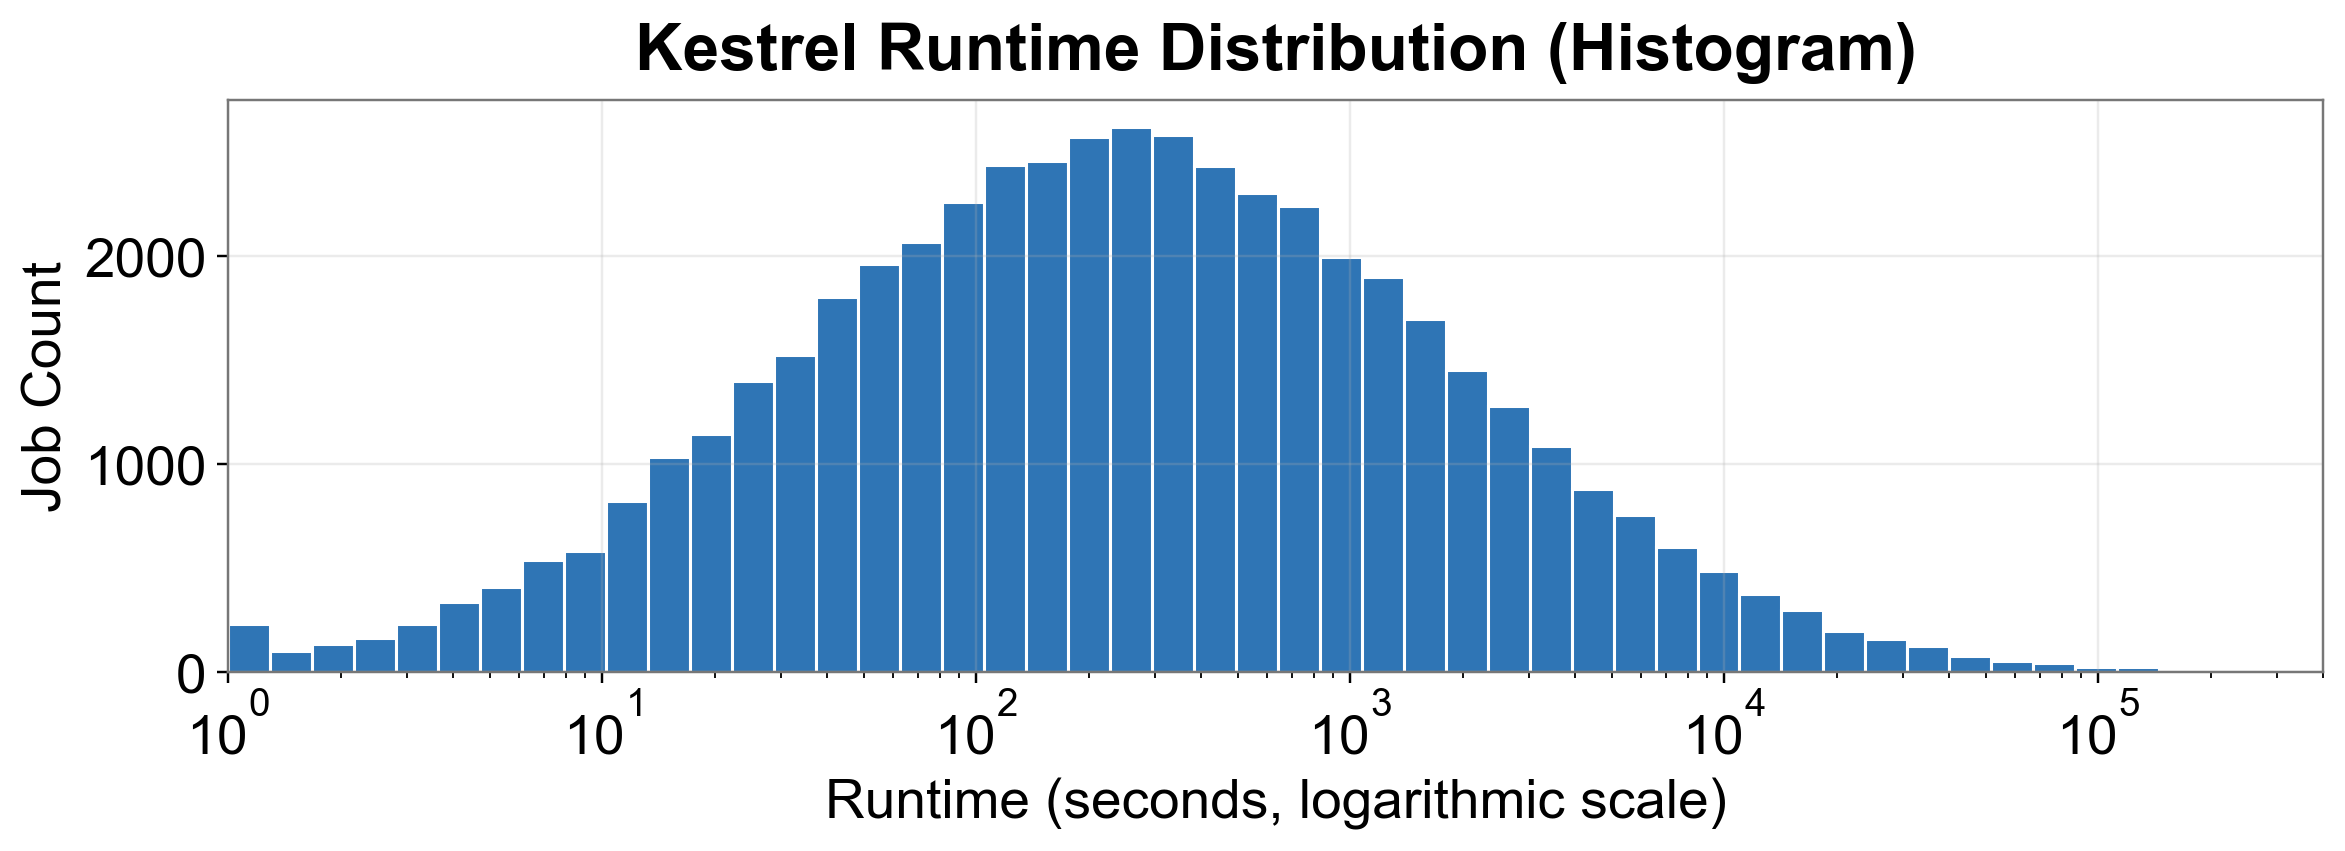 Kestrel Runtime Distribution (Histogram)
Job Count
2000
1000
0
10^0 10^1 10^2 10^3 10^4 10^5
Runtime (seconds, logarithmic scale)